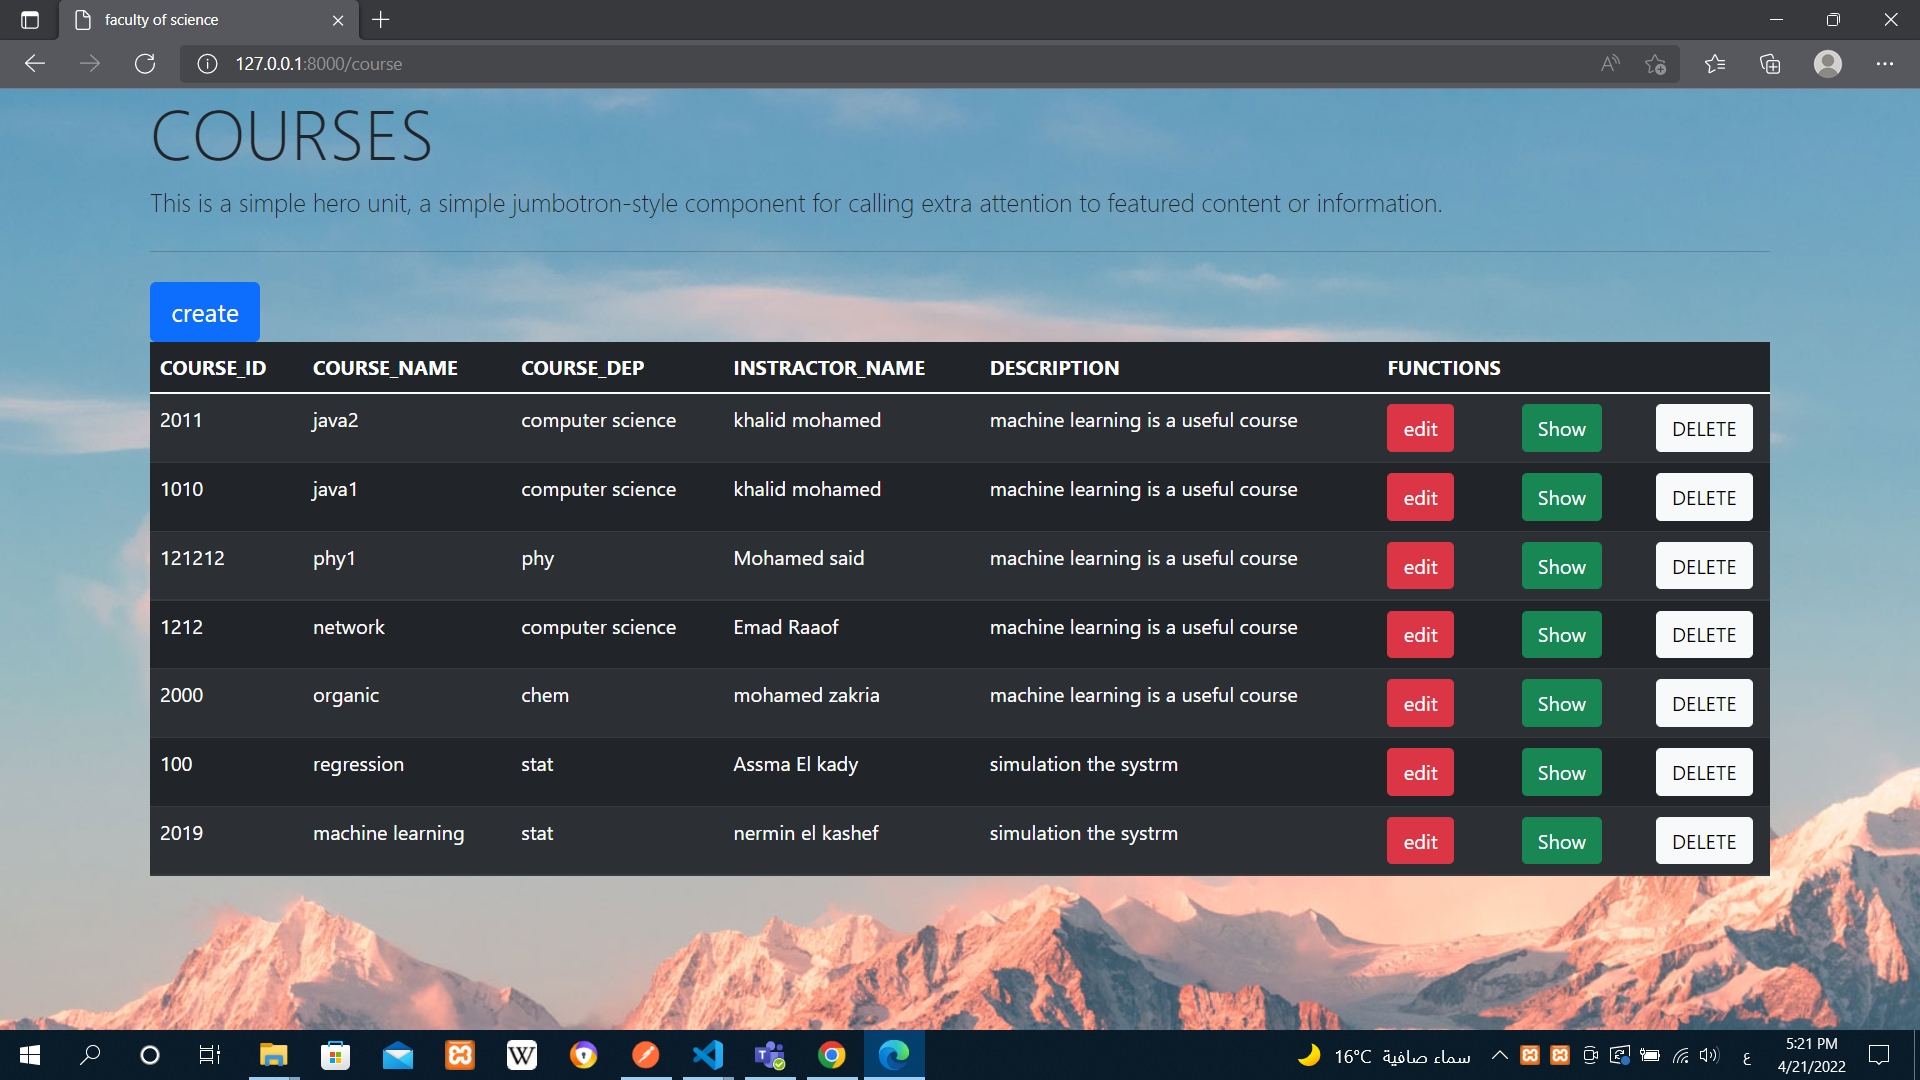 faculty of science
127.0.0.1:8000/course
COURSES
This is a simple hero unit, a simple jumbotron-style component for calling extra attention to featured content or information.
create
COURSE_ID COURSE_NAME COURSE_DEP INSTRACTOR_NAME DESCRIPTION FUNCTIONS
2011 java2 computer science khalid mohamed machine learning is a useful course edit Show DELETE
1010 java1 computer science khalid mohamed machine learning is a useful course edit Show DELETE
121212 phy1 phy Mohamed said machine learning is a useful course edit Show DELETE
1212 network computer science Emad Raaof machine learning is a useful course edit Show DELETE
2000 organic chem mohamed zakria machine learning is a useful course edit Show DELETE
100 regression stat Assma El kady simulation the systrm edit Show DELETE
2019 machine learning stat nermin el kashef simulation the systrm edit Show DELETE
W
16°C سماء صافية
ع
5:21 PM
4/21/2022